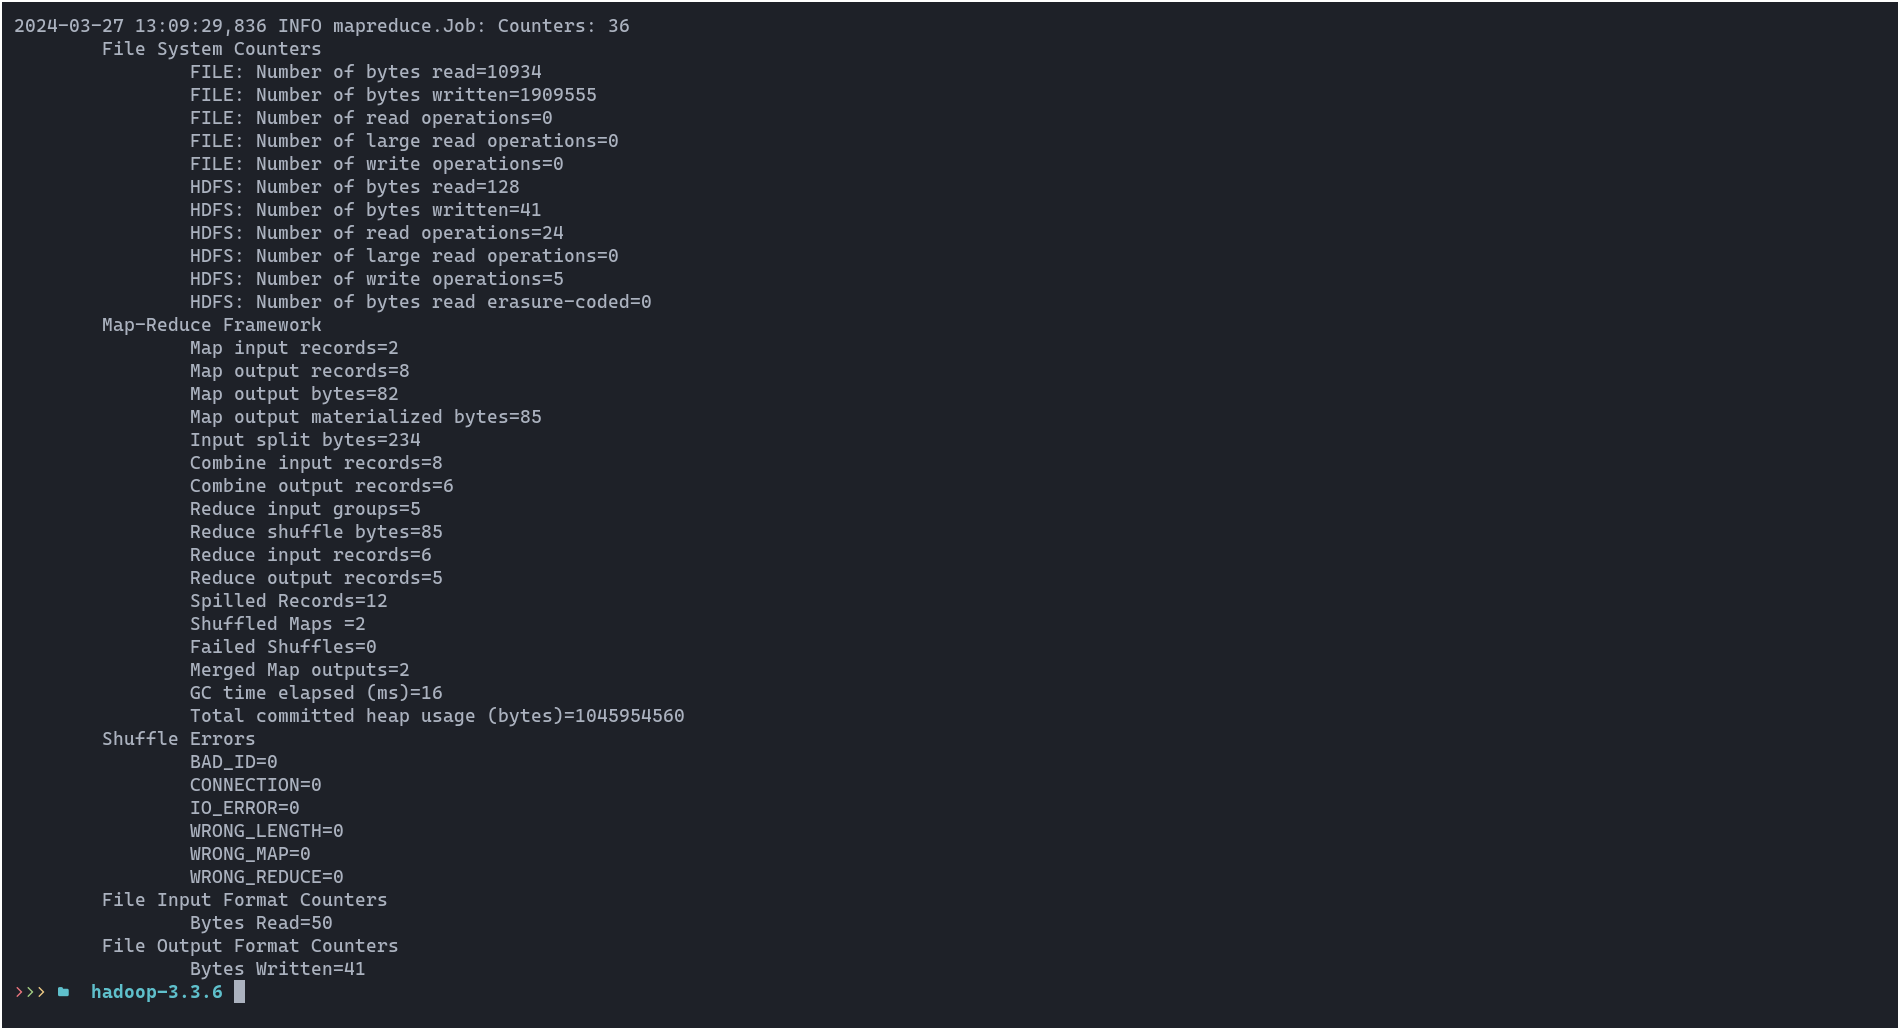 2024-03-27 13:09:29,836 INFO mapreduce.Job: Counters: 36
File System Counters
FILE: Number of bytes read=10934
FILE: Number of bytes written=1909555
FILE: Number of read operations=0
FILE: Number of large read operations=0
FILE: Number of write operations=0
HDFS: Number of bytes read=128
HDFS: Number of bytes written=41
HDFS: Number of read operations=24
HDFS: Number of large read operations=0
HDFS: Number of write operations=5
HDFS: Number of bytes read erasure-coded=0
Map-Reduce Framework
Map input records=2
Map output records=8
Map output bytes=82
Map output materialized bytes=85
Input split bytes=234
Combine input records=8
Combine output records=6
Reduce input groups=5
Reduce shuffle bytes=85
Reduce input records=6
Reduce output records=5
Spilled Records=12
Shuffled Maps =2
Failed Shuffles=0
Merged Map outputs=2
GC time elapsed (ms)=16
Total committed heap usage (bytes)=1045954560
Shuffle Errors
BAD_ID=0
CONNECTION=0
IO_ERROR=0
WRONG_LENGTH=0
WRONG_MAP=0
WRONG_REDUCE=0
File Input Format Counters
Bytes Read=50
File Output Format Counters
Bytes Written=41
❯❯❯ hadoop-3.3.6